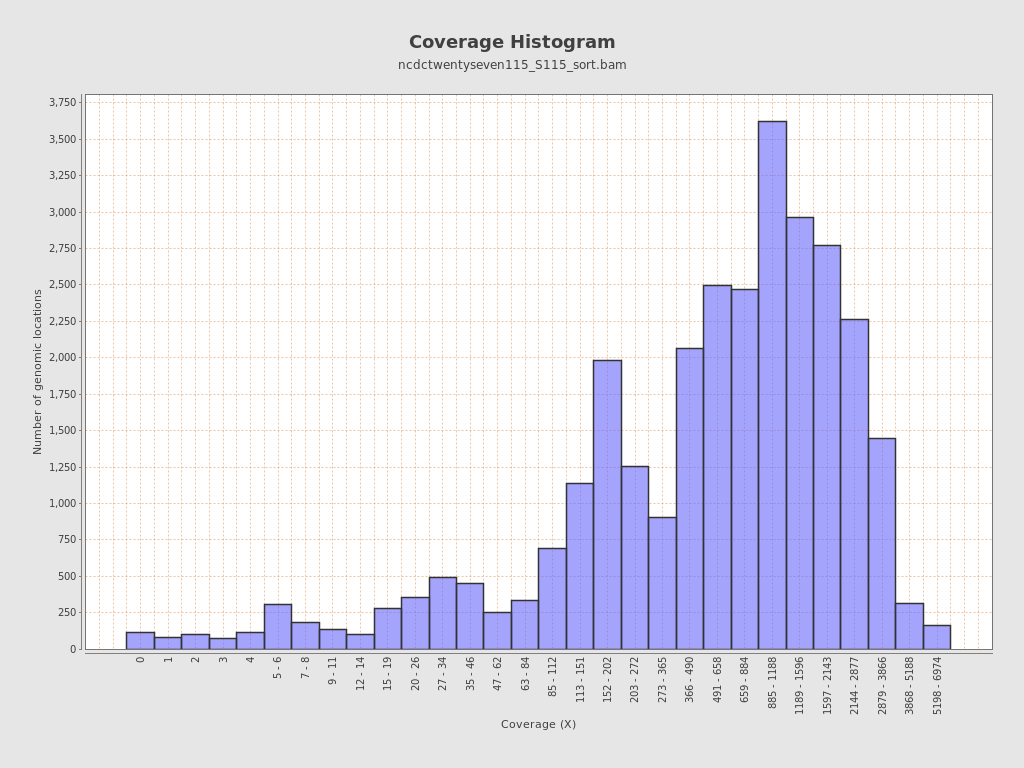 Coverage Histogram
ncdctwentyseven115_S115_sort.bam
Number of genomic locations
3,750
3,500
3,250
3,000
2,750
2,500
2,250
2,000
1,750
1,500
1,250
1,000
750
500
250
0
0
1
2
3
4
5 - 6
7 - 8
9 - 11
12 - 14
15 - 19
20 - 26
27 - 34
35 - 46
47 - 62
63 - 84
85 - 112
113 - 151
152 - 202
203 - 272
273 - 365
366 - 490
491 - 658
659 - 884
885 - 1188
1189 - 1596
1597 - 2143
2144 - 2877
2879 - 3866
3868 - 5188
5198 - 6974
Coverage (X)